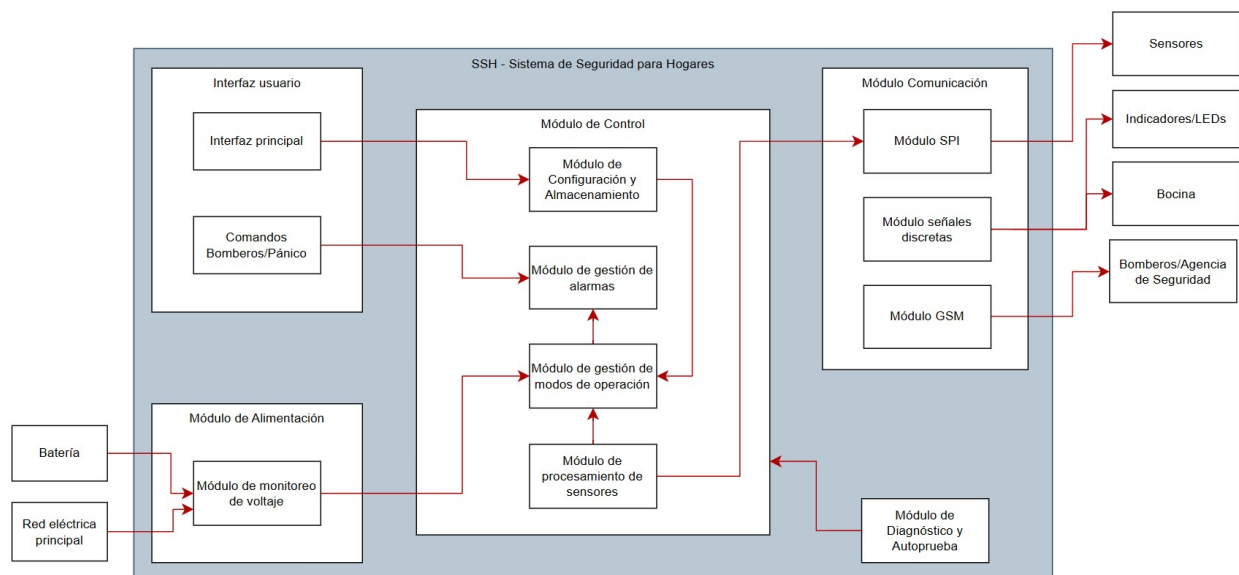 SSH - Sistema de Seguridad para Hogares
Interfaz usuario
Interfaz principal
Comandos
Bomberos/Pánico
Módulo de Alimentación
Módulo de monitoreo
de voltaje
Batería
Red eléctrica
principal
Módulo de Control
Módulo de
Configuración y
Almacenamiento
Módulo de gestión de
alarmas
Módulo de gestión de
modos de operación
Módulo de
procesamiento de
sensores
Módulo Comunicación
Módulo SPI
Módulo señales
discretas
Módulo GSM
Módulo de
Diagnóstico y
Autoprueba
Sensores
Indicadores/LEDs
Bocina
Bomberos/Agencia
de Seguridad